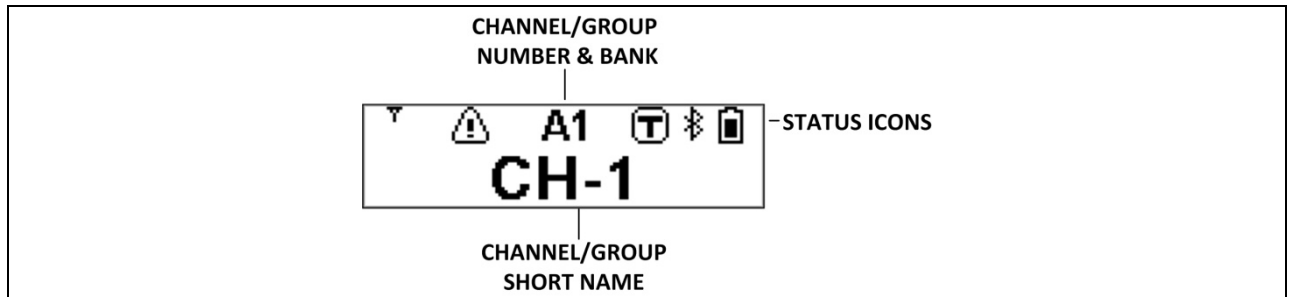 CHANNEL/GROUP
NUMBER & BANK
A1 T
STATUS ICONS
CH-1
CHANNEL/GROUP
SHORT NAME